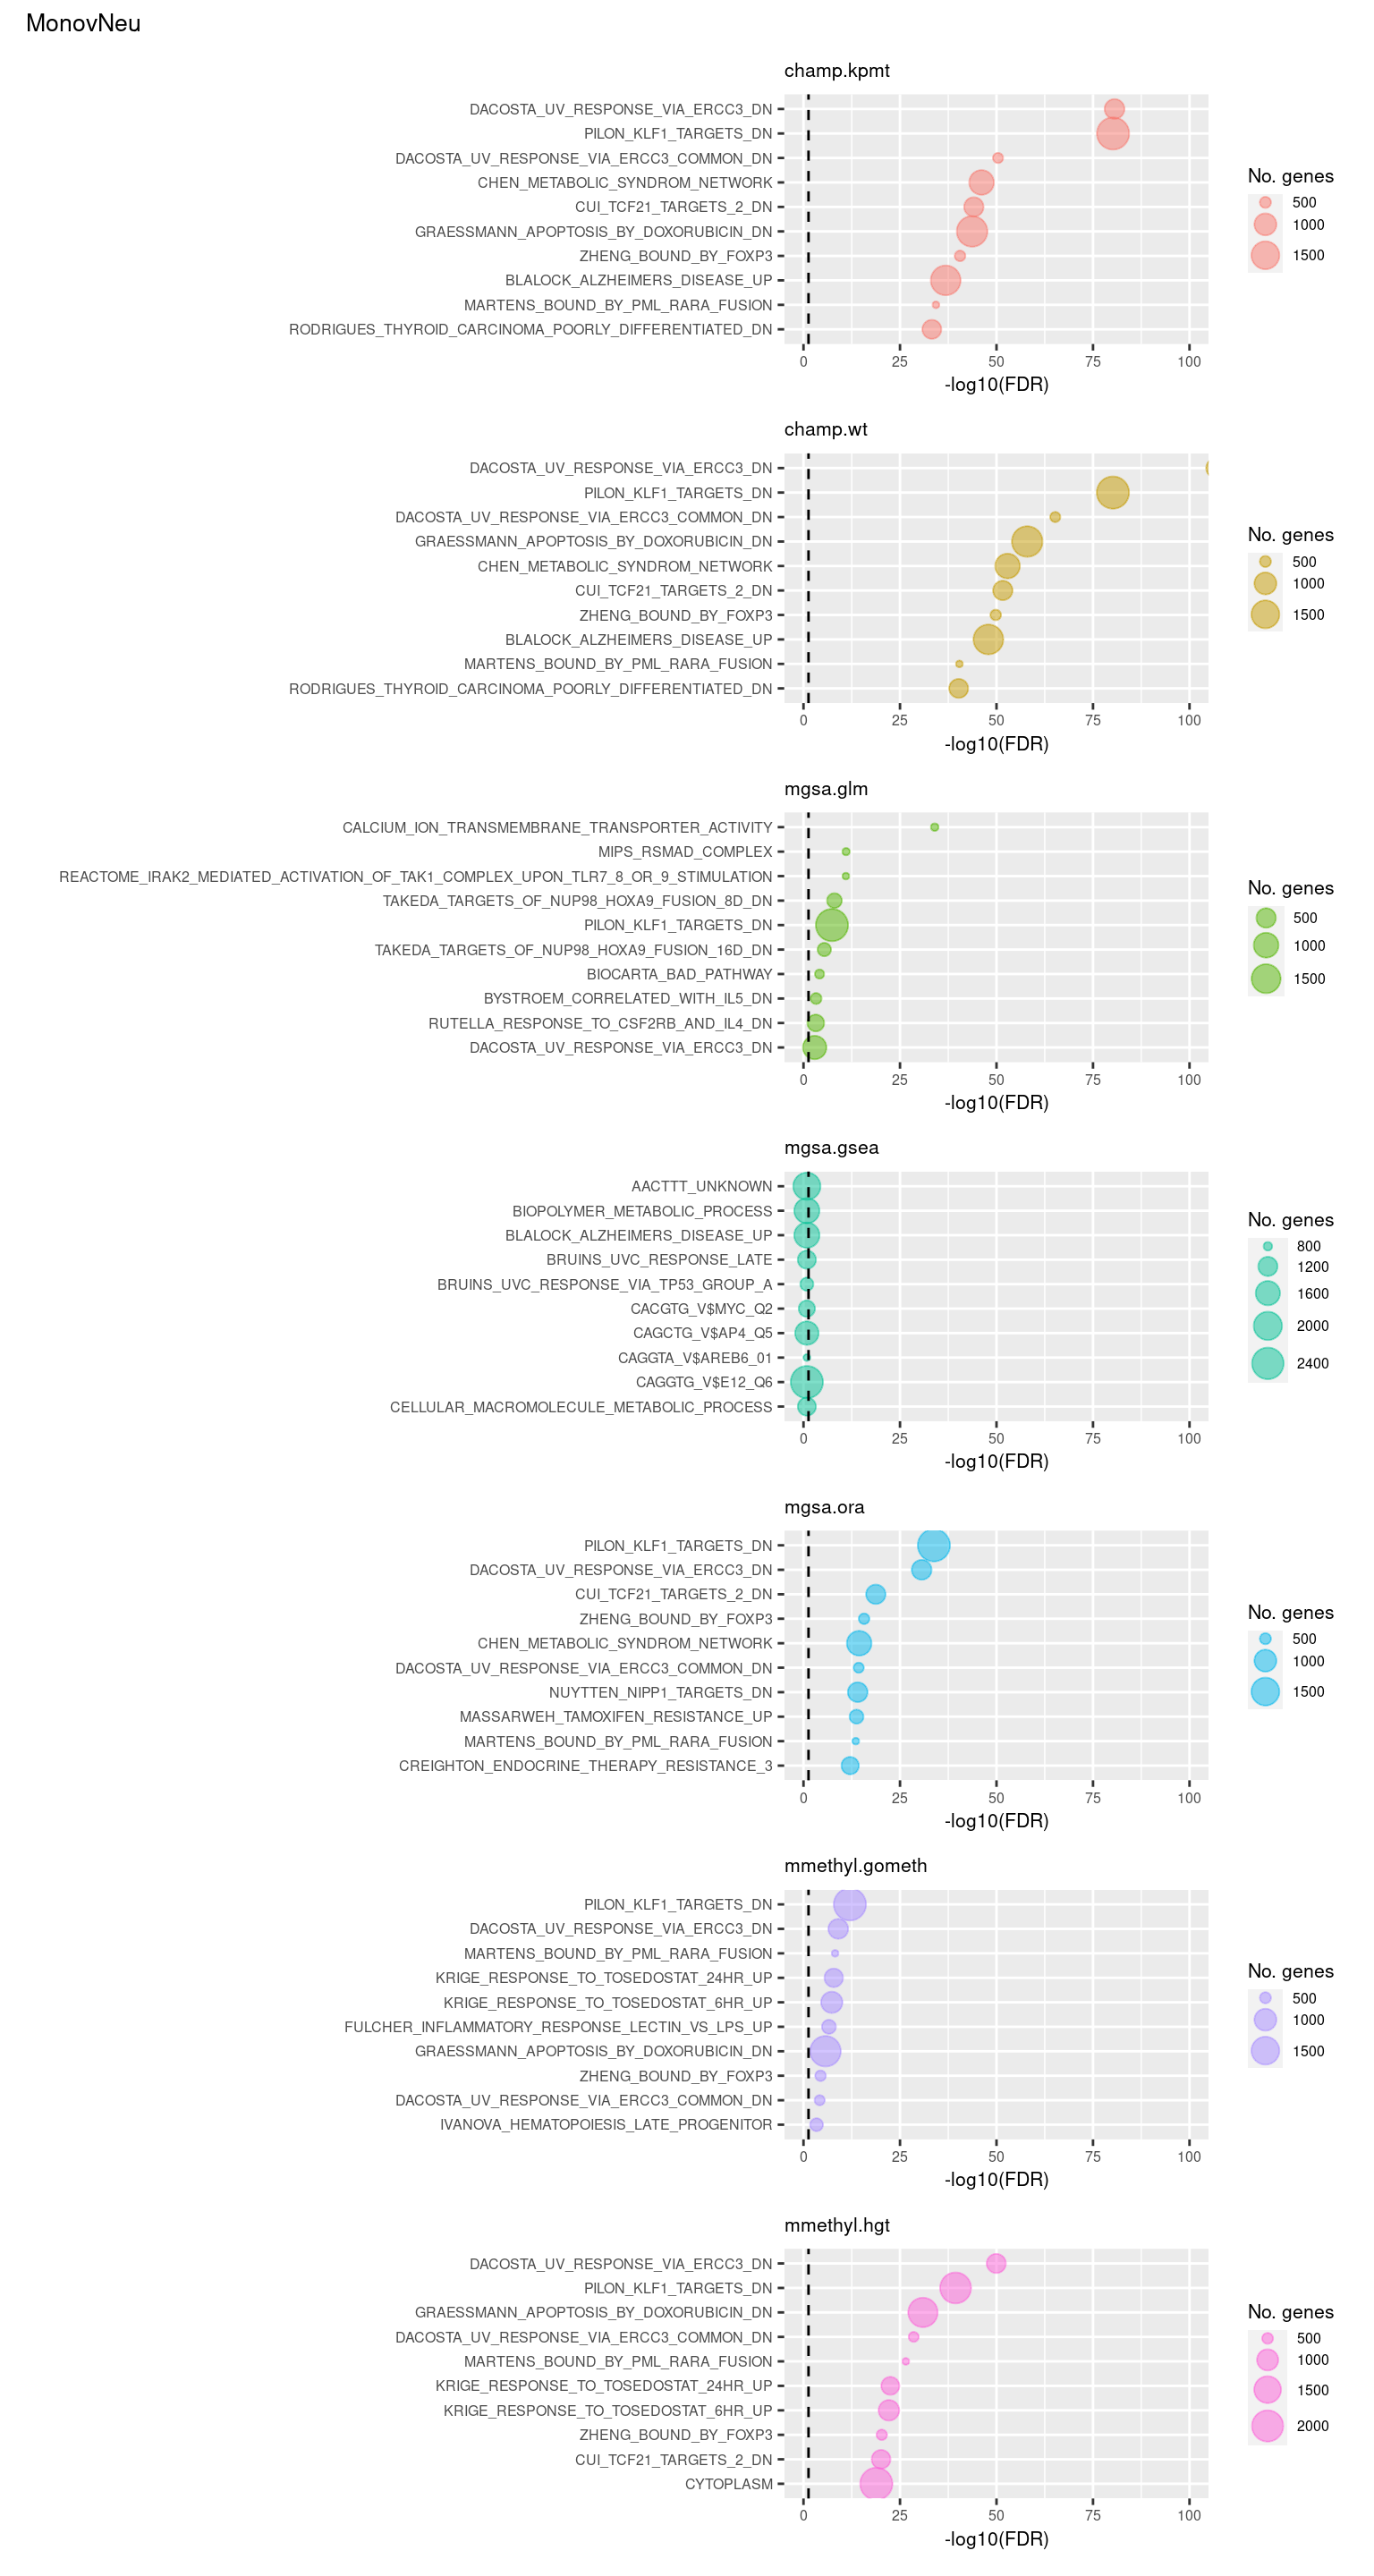 MonovNeu
champ.kpmt
DACOSTA_UV_RESPONSE_VIA_ERCC3_DN
PILON_KLF1_TARGETS_DN
DACOSTA_UV_RESPONSE_VIA_ERCC3_COMMON_DN
CHEN_METABOLIC_SYNDROM_NETWORK
CUI_TCF21_TARGETS_2_DN
GRAESSMANN_APOPTOSIS_BY_DOXORUBICIN_DN
ZHENG_BOUND_BY_FOXP3
BLALOCK_ALZHEIMERS_DISEASE_UP
MARTENS_BOUND_BY_PML_RARA_FUSION
RODRIGUES_THYROID_CARCINOMA_POORLY_DIFFERENTIATED_DN
0 25 50 75 100
-log10(FDR)
No. genes
500
1000
1500
champ.wt
DACOSTA_UV_RESPONSE_VIA_ERCC3_DN
PILON_KLF1_TARGETS_DN
DACOSTA_UV_RESPONSE_VIA_ERCC3_COMMON_DN
GRAESSMANN_APOPTOSIS_BY_DOXORUBICIN_DN
CHEN_METABOLIC_SYNDROM_NETWORK
CUI_TCF21_TARGETS_2_DN
ZHENG_BOUND_BY_FOXP3
BLALOCK_ALZHEIMERS_DISEASE_UP
MARTENS_BOUND_BY_PML_RARA_FUSION
RODRIGUES_THYROID_CARCINOMA_POORLY_DIFFERENTIATED_DN
0 25 50 75 100
-log10(FDR)
No. genes
500
1000
1500
mgsa.glm
CALCIUM_ION_TRANSMEMBRANE_TRANSPORTER_ACTIVITY
MIPS_RSMAD_COMPLEX
REACTOME_IRAK2_MEDIATED_ACTIVATION_OF_TAK1_COMPLEX_UPON_TLR7_8_OR_9_STIMULATION
TAKEDA_TARGETS_OF_NUP98_HOXA9_FUSION_8D_DN
PILON_KLF1_TARGETS_DN
TAKEDA_TARGETS_OF_NUP98_HOXA9_FUSION_16D_DN
BIOCARTA_BAD_PATHWAY
BYSTROEM_CORRELATED_WITH_IL5_DN
RUTELLA_RESPONSE_TO_CSF2RB_AND_IL4_DN
DACOSTA_UV_RESPONSE_VIA_ERCC3_DN
0 25 50 75 100
-log10(FDR)
No. genes
500
1000
1500
mgsa.gsea
AACTTT_UNKNOWN
BIOPOLYMER_METABOLIC_PROCESS
BLALOCK_ALZHEIMERS_DISEASE_UP
BRUINS_UVC_RESPONSE_LATE
BRUINS_UVC_RESPONSE_VIA_TP53_GROUP_A
CACGTG_V$MYC_Q2
CAGCTG_V$AP4_Q5
CAGGTA_V$AREB6_01
CAGGTG_V$E12_Q6
CELLULAR_MACROMOLECULE_METABOLIC_PROCESS
0 25 50 75 100
-log10(FDR)
No. genes
800
1200
1600
2000
2400
mgsa.ora
PILON_KLF1_TARGETS_DN
DACOSTA_UV_RESPONSE_VIA_ERCC3_DN
CUI_TCF21_TARGETS_2_DN
ZHENG_BOUND_BY_FOXP3
CHEN_METABOLIC_SYNDROM_NETWORK
DACOSTA_UV_RESPONSE_VIA_ERCC3_COMMON_DN
NUYTTEN_NIPP1_TARGETS_DN
MASSARWEH_TAMOXIFEN_RESISTANCE_UP
MARTENS_BOUND_BY_PML_RARA_FUSION
CREIGHTON_ENDOCRINE_THERAPY_RESISTANCE_3
0 25 50 75 100
-log10(FDR)
No. genes
500
1000
1500
mmethyl.gometh
PILON_KLF1_TARGETS_DN
DACOSTA_UV_RESPONSE_VIA_ERCC3_DN
MARTENS_BOUND_BY_PML_RARA_FUSION
KRIGE_RESPONSE_TO_TOSEDOSTAT_24HR_UP
KRIGE_RESPONSE_TO_TOSEDOSTAT_6HR_UP
FULCHER_INFLAMMATORY_RESPONSE_LECTIN_VS_LPS_UP
GRAESSMANN_APOPTOSIS_BY_DOXORUBICIN_DN
ZHENG_BOUND_BY_FOXP3
DACOSTA_UV_RESPONSE_VIA_ERCC3_COMMON_DN
IVANOVA_HEMATOPOIESIS_LATE_PROGENITOR
0 25 50 75 100
-log10(FDR)
No. genes
500
1000
1500
mmethyl.hgt
DACOSTA_UV_RESPONSE_VIA_ERCC3_DN
PILON_KLF1_TARGETS_DN
GRAESSMANN_APOPTOSIS_BY_DOXORUBICIN_DN
DACOSTA_UV_RESPONSE_VIA_ERCC3_COMMON_DN
MARTENS_BOUND_BY_PML_RARA_FUSION
KRIGE_RESPONSE_TO_TOSEDOSTAT_24HR_UP
KRIGE_RESPONSE_TO_TOSEDOSTAT_6HR_UP
ZHENG_BOUND_BY_FOXP3
CUI_TCF21_TARGETS_2_DN
CYTOPLASM
0 25 50 75 100
-log10(FDR)
No. genes
500
1000
1500
2000